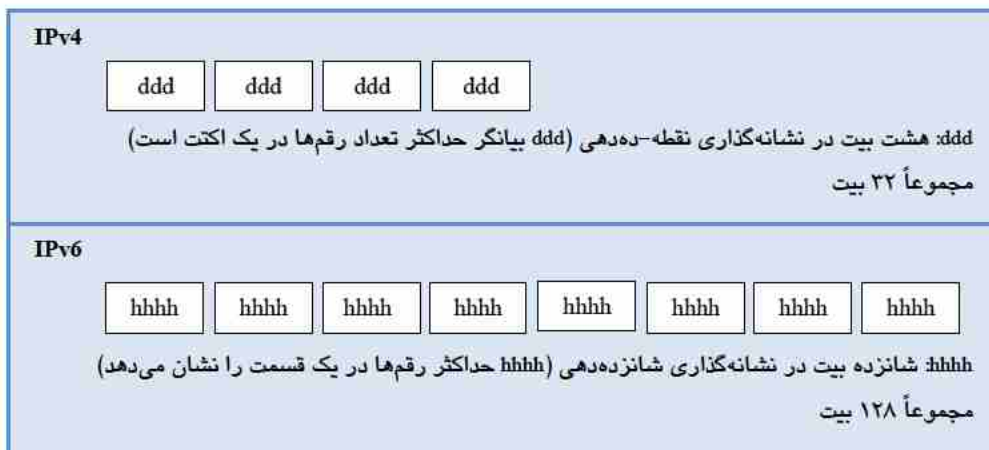 IPv4
ddd ddd ddd ddd
ddd: هشت بیت در نشانه‌گذاری نقطه-ده‌دهی (ddd بیانگر حداکثر تعداد رقم‌ها در یک اکتت است)
مجموعاً ۳۲ بیت
IPv6
hhhh hhhh hhhh hhhh hhhh hhhh hhhh hhhh
hhhh: شانزده بیت در نشانه‌گذاری شانزده‌دهی (hhhh حداکثر رقم‌ها در یک قسمت را نشان می‌دهد)
مجموعاً ۱۲۸ بیت